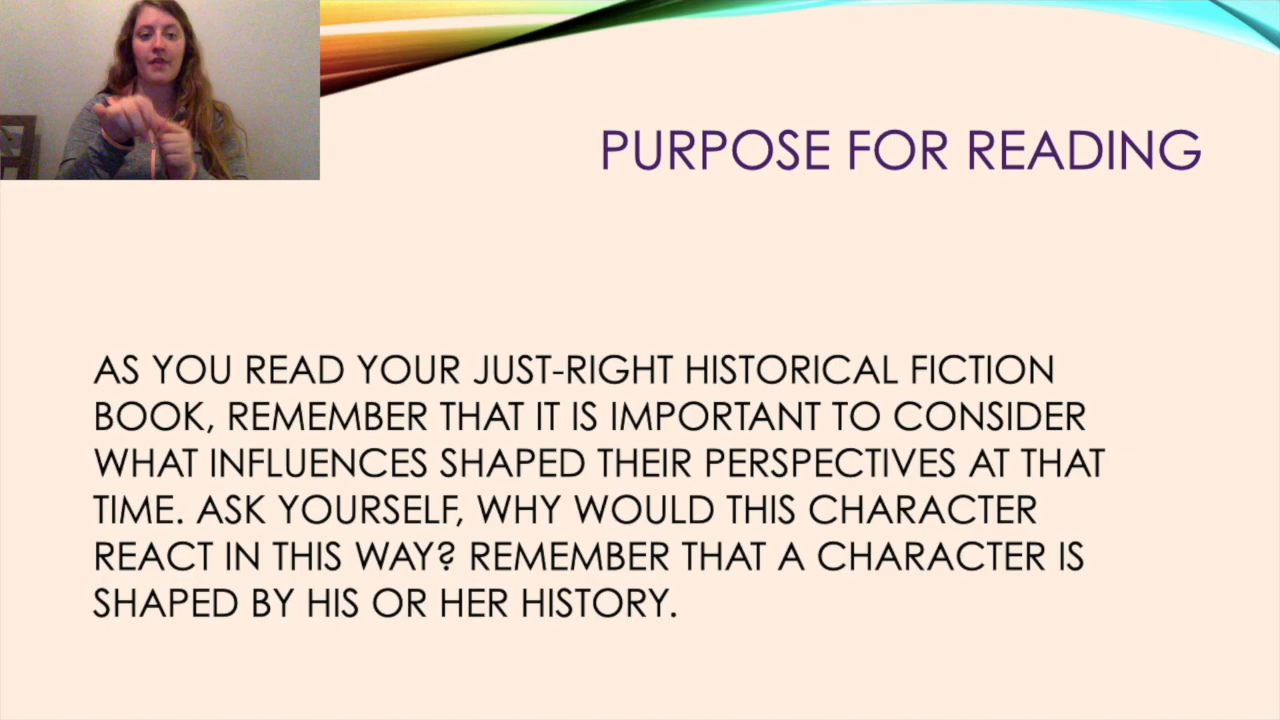 PURPOSE FOR READING
AS YOU READ YOUR JUST-RIGHT HISTORICAL FICTION
BOOK, REMEMBER THAT IT IS IMPORTANT TO CONSIDER
WHAT INFLUENCES SHAPED THEIR PERSPECTIVES AT THAT
TIME. ASK YOURSELF, WHY WOULD THIS CHARACTER
REACT IN THIS WAY? REMEMBER THAT A CHARACTER IS
SHAPED BY HIS OR HER HISTORY.